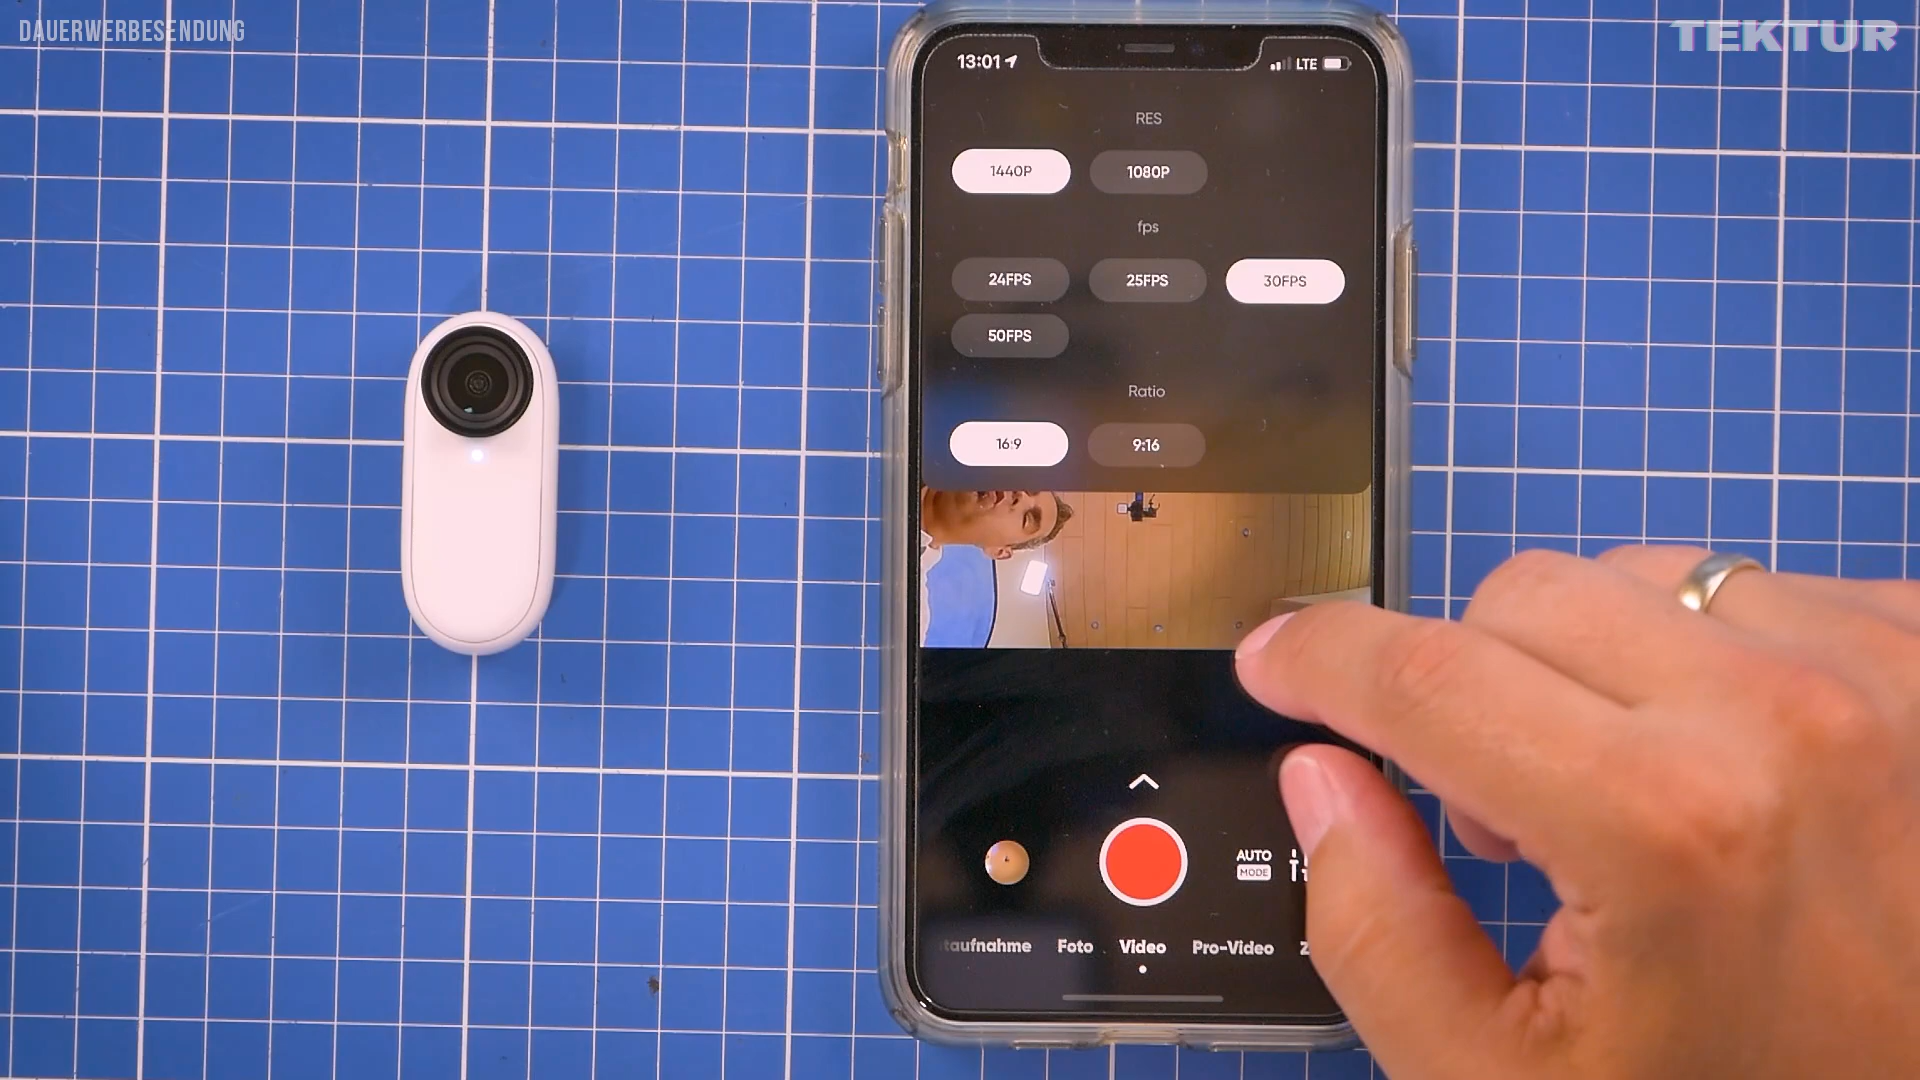 DAUERWERBESENDUNG
TEKTUR
13:01
LTE
RES
1440P
1080P
fps
24FPS
25FPS
30FPS
50FPS
Ratio
16:9
9:16
AUTO
MODE
taufnahme
Foto
Video
Pro-Video